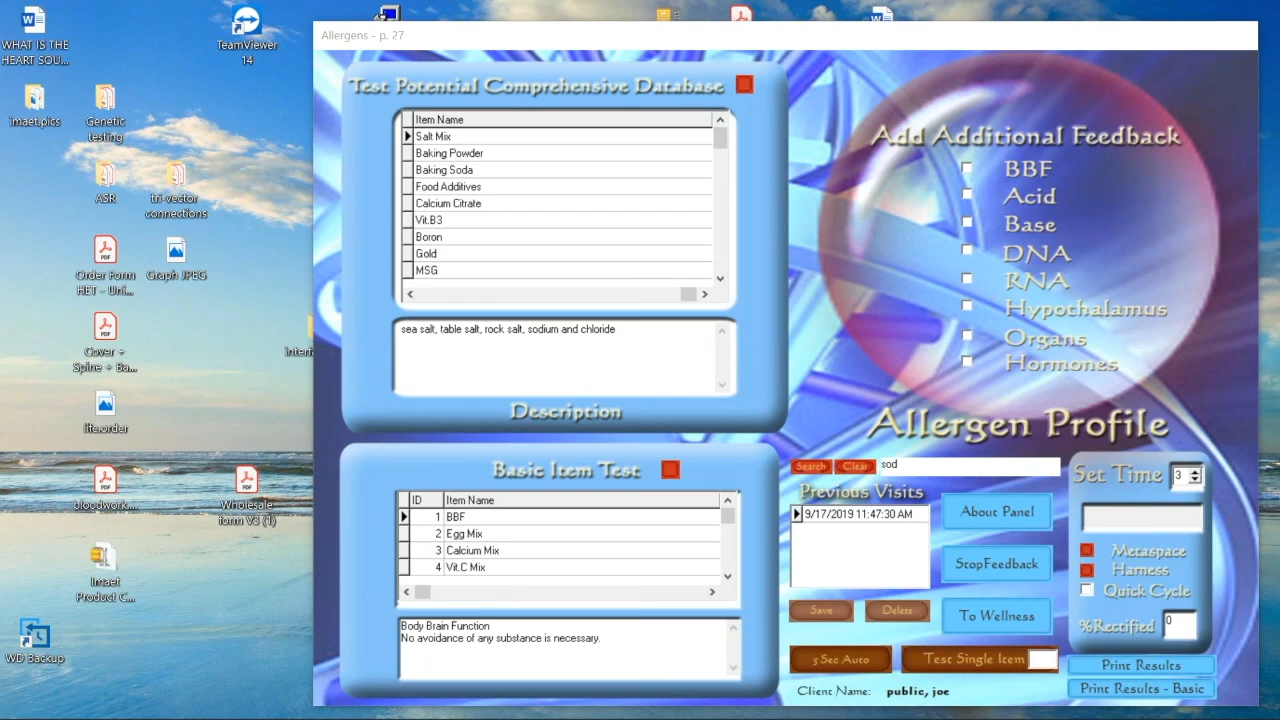 WHAT IS THE
HEART SOU...
TeamViewer
14
imaet.pics
Genetic
testing
ASR
tri-vector
connections
Order Form
HET - Uni...
Graph JPEG
Cover +
Spine + Ba...
life.order
bloodwork....
Wholesale
form V3 (1)
Imaet
Product C...
WD Backup
Allergens - p. 27
Test Potential Comprehensive Database
Item Name
Salt Mix
Baking Powder
Baking Soda
Food Additives
Calcium Citrate
Vit.B3
Boron
Gold
MSG
sea salt, table salt, rock salt, sodium and chloride
Description
Basic Item Test
ID Item Name
1 BBF
2 Egg Mix
3 Calcium Mix
4 Vit.C Mix
Body Brain Function
No avoidance of any substance is necessary.
Add Additional Feedback
BBF
Acid
Base
DNA
RNA
Hypothalamus
Organs
Hormones
Allergen Profile
Search Clear sod
Previous Visits
9/17/2019 11:47:30 AM
Save Delete
About Panel
StopFeedback
To Wellness
Set Time 3
Metaspace
Harness
Quick Cycle
%Rectified 0
5 Sec Auto
Test Single Item
Print Results
Print Results - Basic
Client Name: public, joe